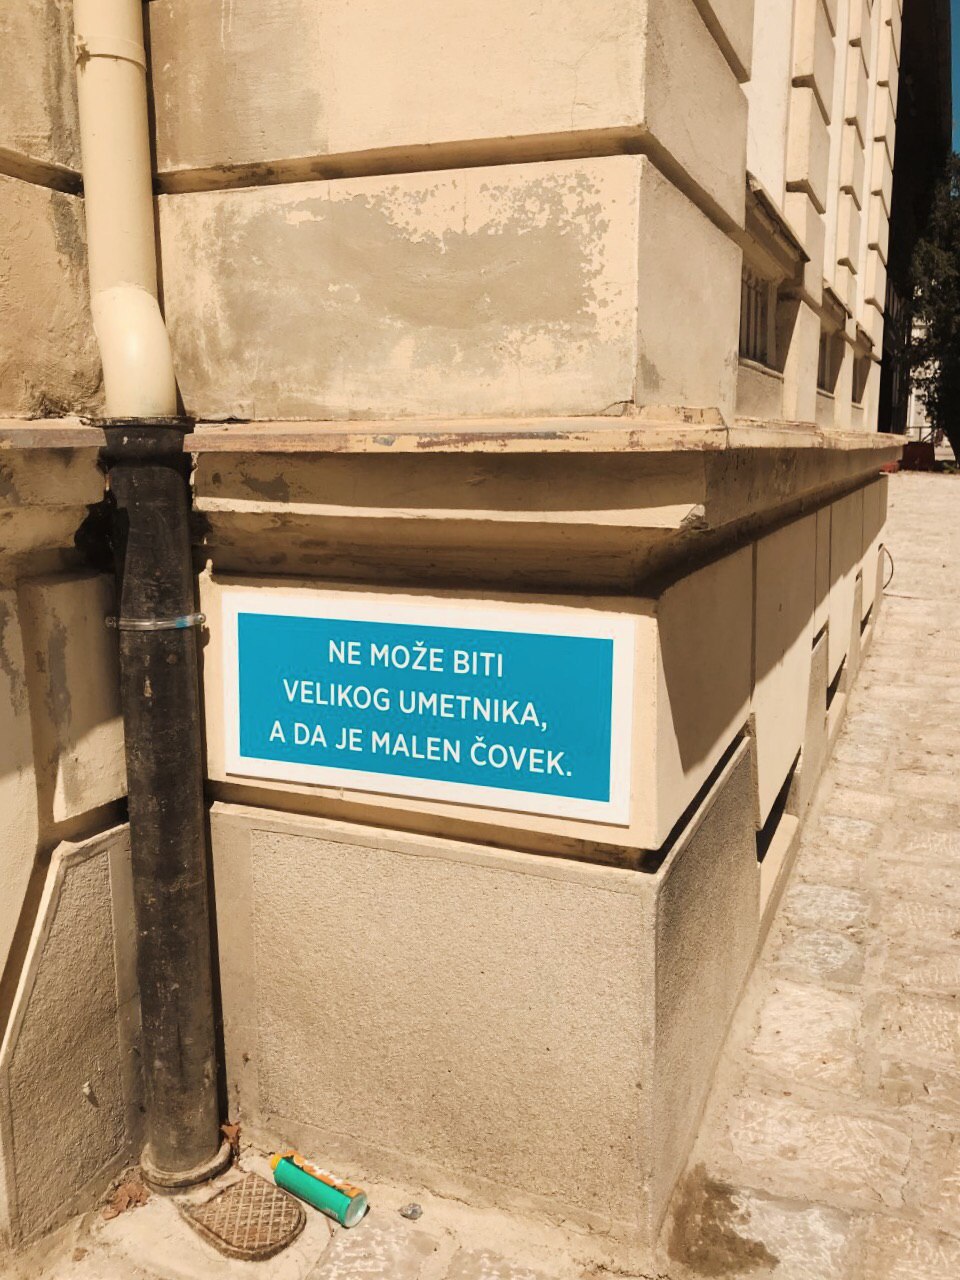 NE MOŽE BITI
VELIKOG UMETNIKA,
A DA JE MALEN ČOVEK.